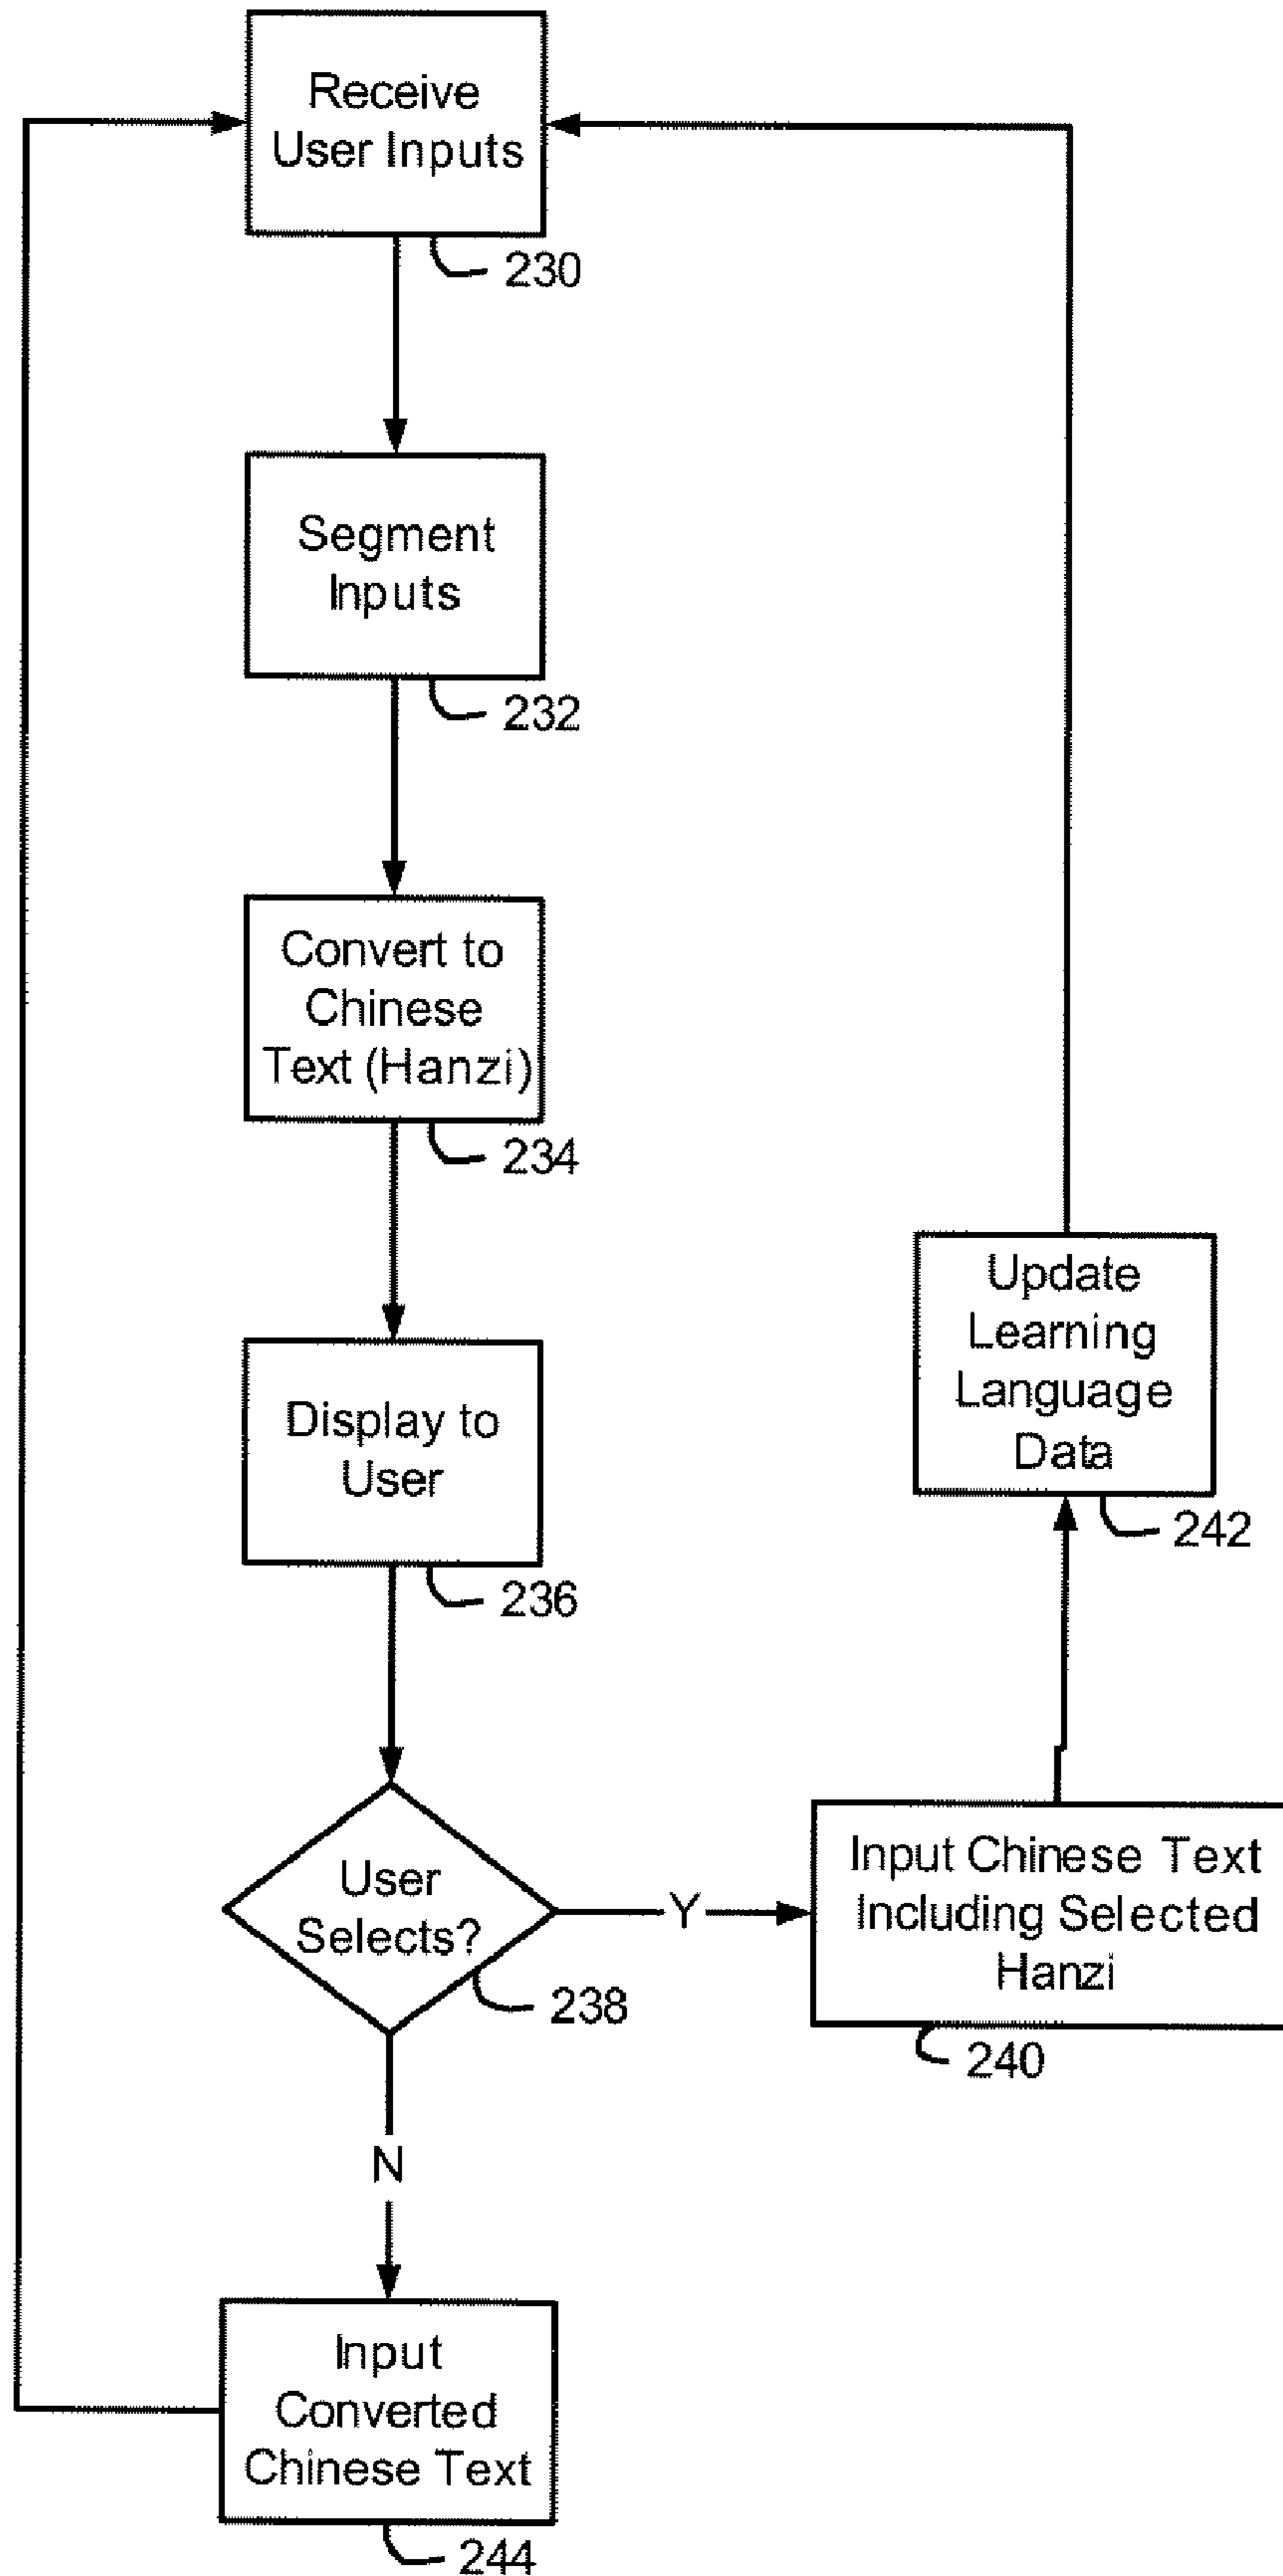 Receive
User Inputs
230
Segment
Inputs
232
Convert to
Chinese
Text (Hanzi)
234
Display to
User
236
User
Selects?
238
Y
Input Chinese Text
Including Selected
Hanzi
240
Update
Learning
Language
Data
242
N
Input
Converted
Chinese Text
244